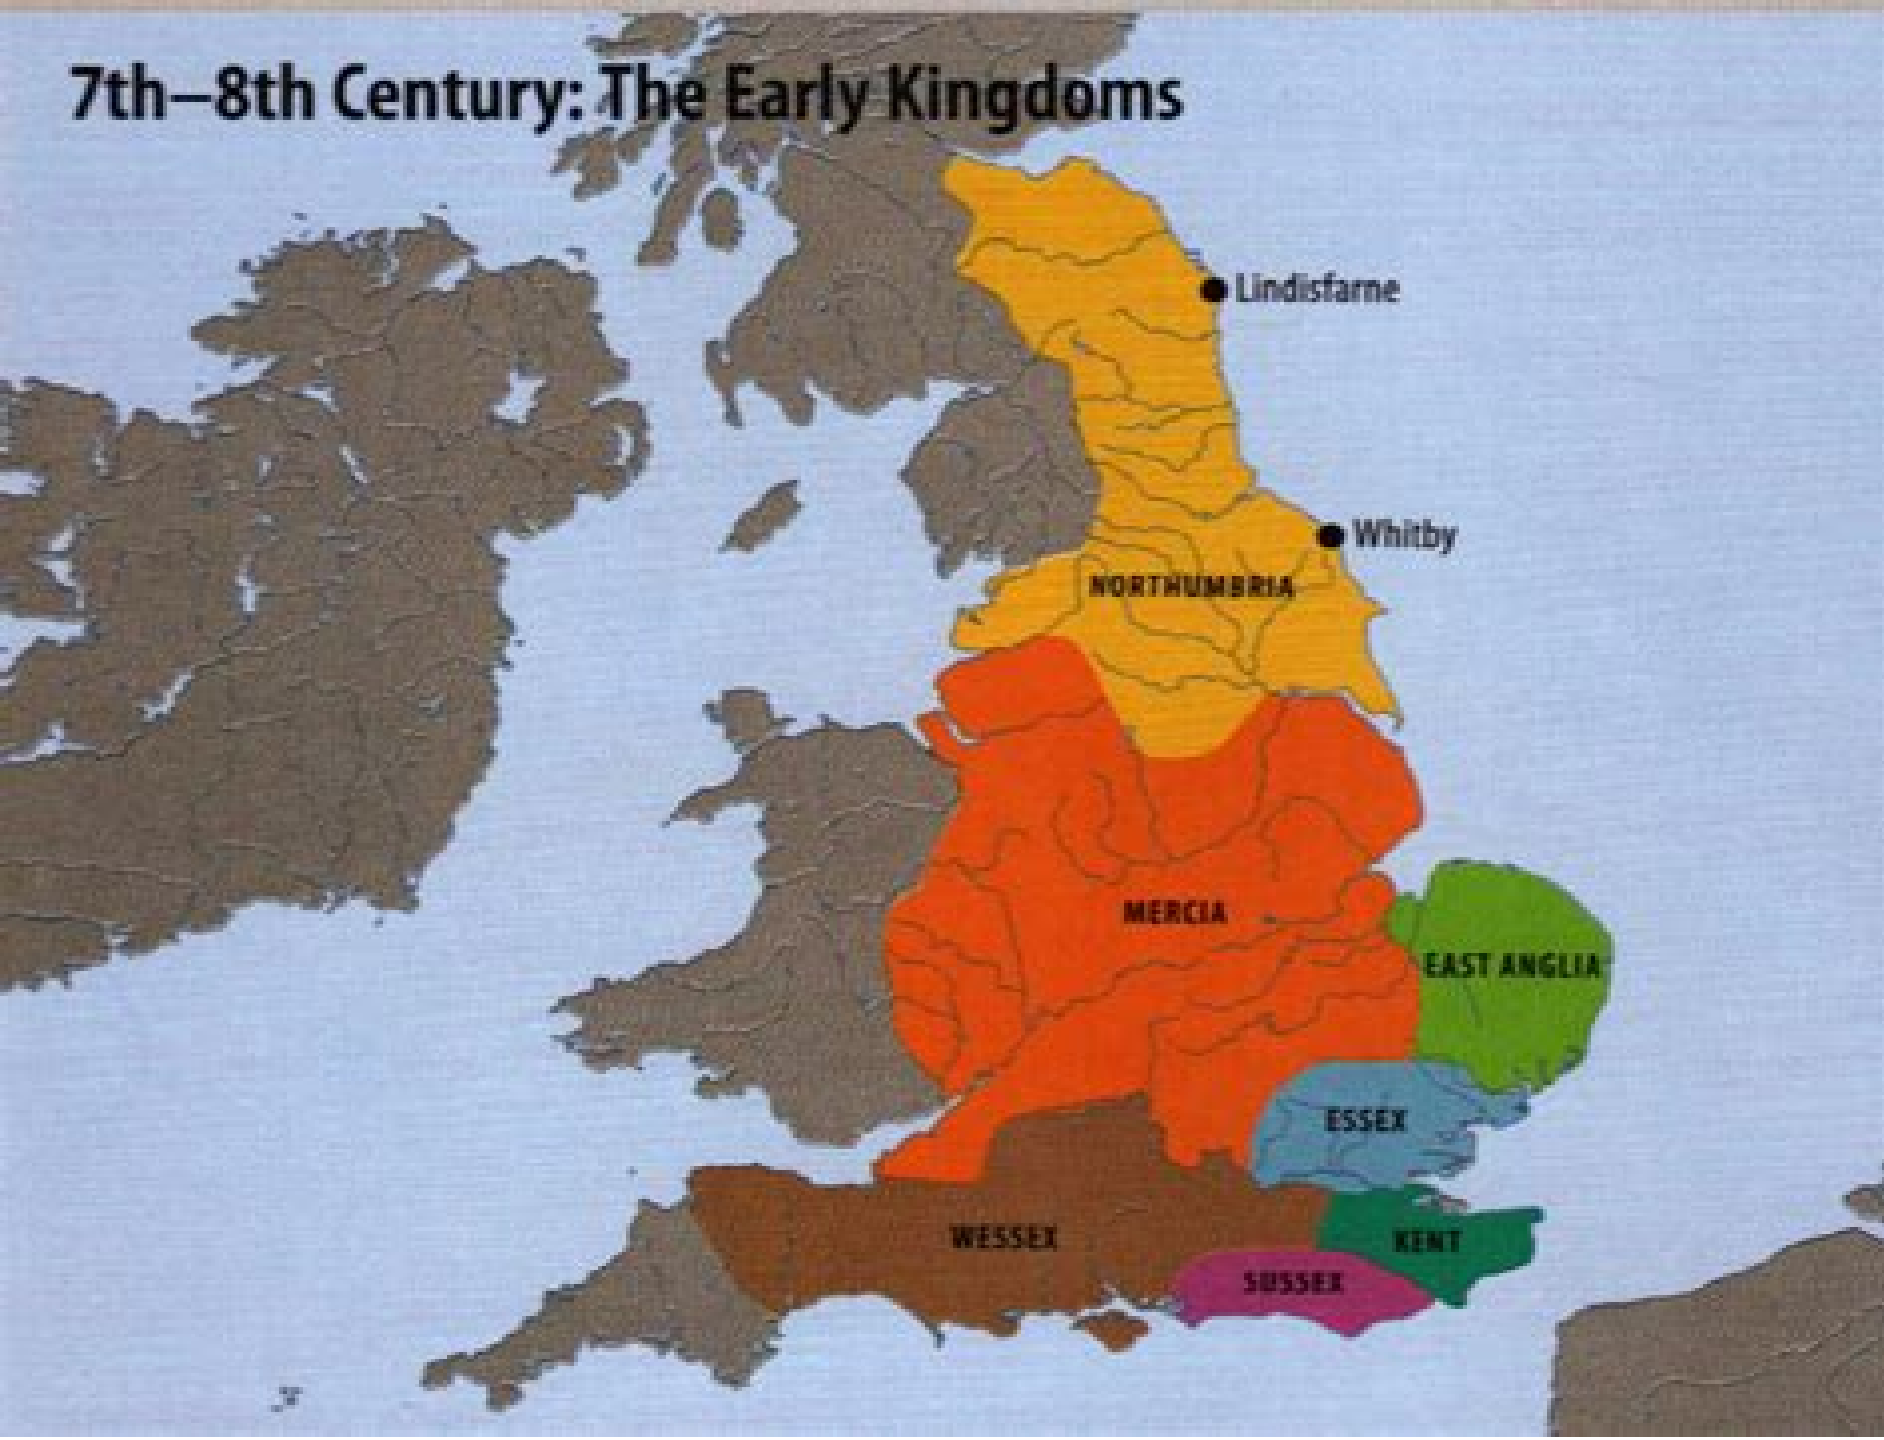 7th–8th Century: The Early Kingdoms
Lindisfarne
Whitby
NORTHUMBRIA
MERCIA
EAST ANGLIA
ESSEX
WESSEX
KENT
SUSSEX